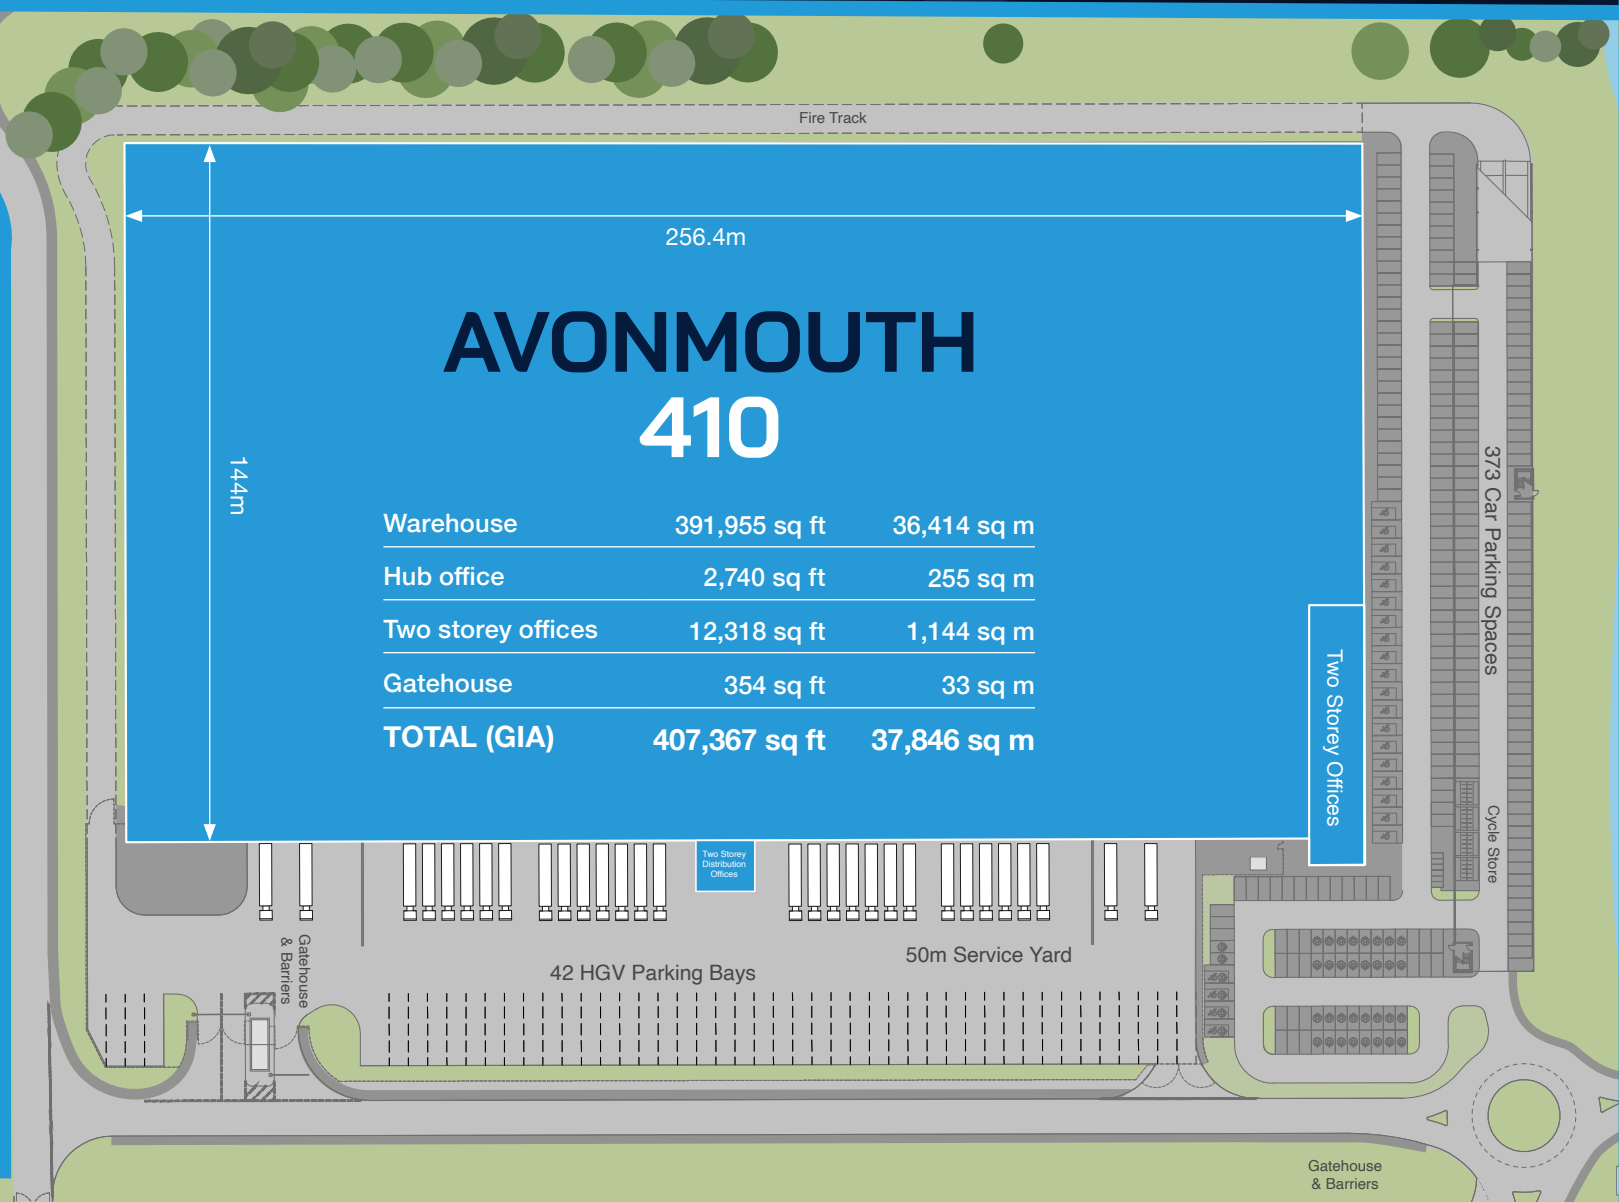 Fire Track
256.4m
144m
AVONMOUTH
410
Warehouse 391,955 sq ft 36,414 sq m
Hub office 2,740 sq ft 255 sq m
Two storey offices 12,318 sq ft 1,144 sq m
Gatehouse 354 sq ft 33 sq m
TOTAL (GIA) 407,367 sq ft 37,846 sq m
373 Car Parking Spaces
Two Storey Offices
Cycle Store
Two Storey
Distribution
Offices
Gatehouse
& Barriers
42 HGV Parking Bays
50m Service Yard
Gatehouse
& Barriers